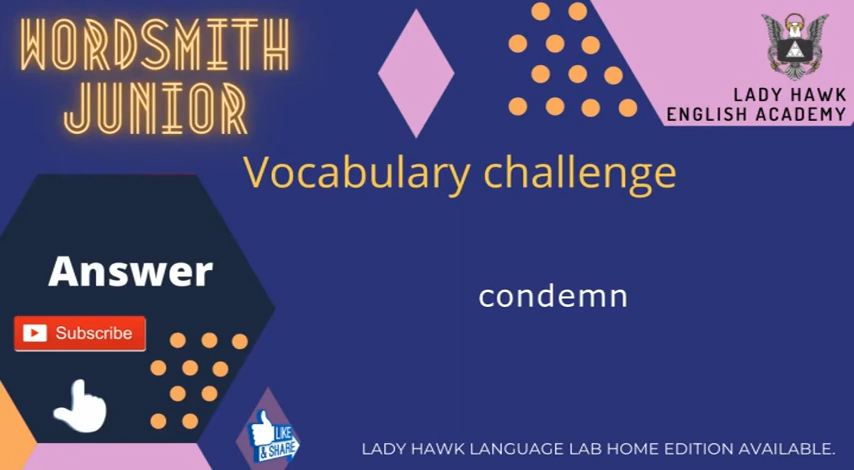 WORDSMITH
JUNIOR
LADY HAWK
ENGLISH ACADEMY
Vocabulary challenge
Answer
condemn
Subscribe
LIKE
& SHARE
LADY HAWK LANGUAGE LAB HOME EDITION AVAILABLE.